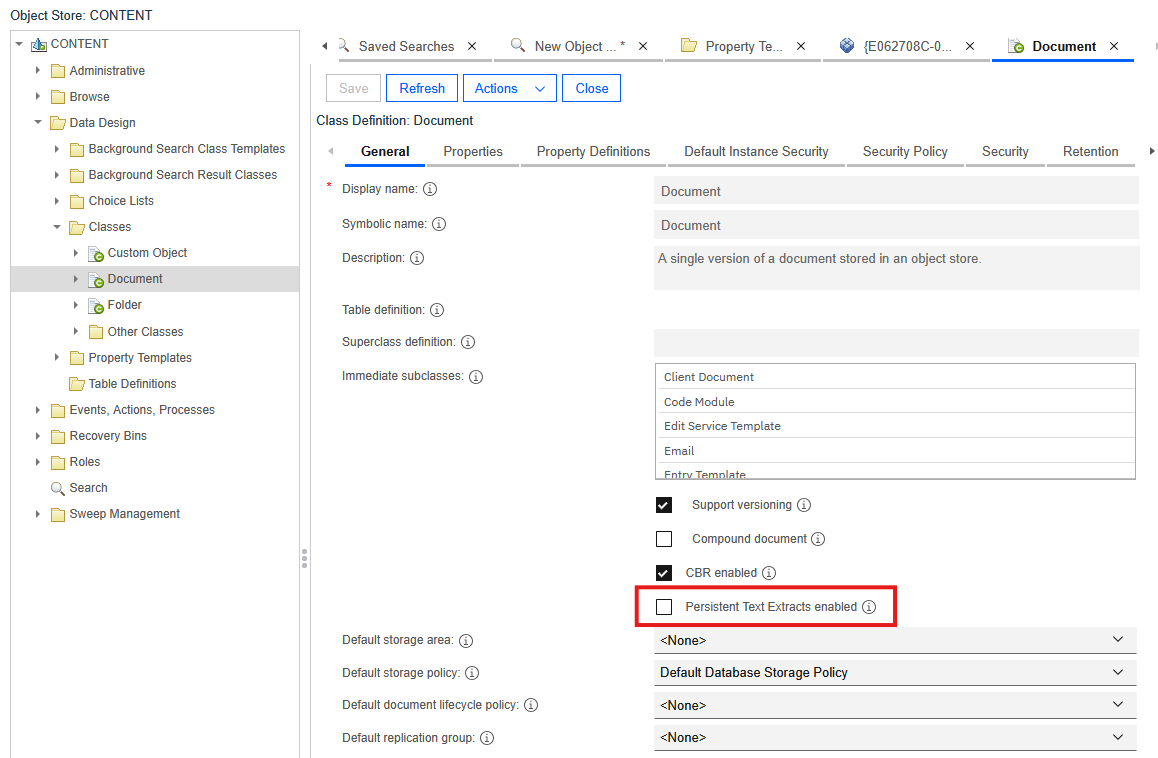 Object Store: CONTENT
CONTENT
Administrative
Browse
Data Design
Background Search Class Templates
Background Search Result Classes
Choice Lists
Classes
Custom Object
Document
Folder
Other Classes
Property Templates
Table Definitions
Events, Actions, Processes
Recovery Bins
Roles
Search
Sweep Management
Saved Searches
New Object ... *
Property Te...
{E062708C-0...
Document
Save
Refresh
Actions
Close
Class Definition: Document
General
Properties
Property Definitions
Default Instance Security
Security Policy
Security
Retention
* Display name:
Document
Symbolic name:
Document
Description:
A single version of a document stored in an object store.
Table definition:
Superclass definition:
Immediate subclasses:
Client Document
Code Module
Edit Service Template
Email
Entry Template
Support versioning
Compound document
CBR enabled
Persistent Text Extracts enabled
Default storage area:
<None>
Default storage policy:
Default Database Storage Policy
Default document lifecycle policy:
<None>
Default replication group:
<None>